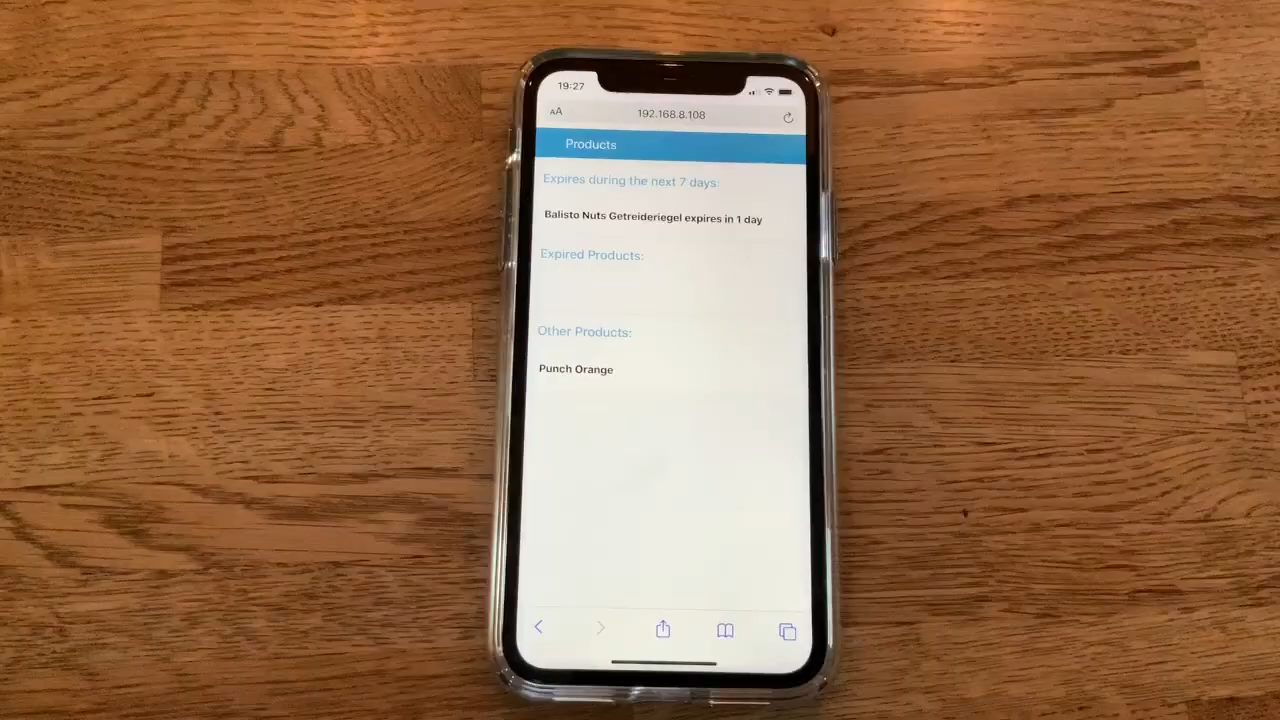 19:27
AA
192.168.8.108
Products
Expires during the next 7 days:
Balisto Nuts Getreideriegel expires in 1 day
Expired Products:
Other Products:
Punch Orange